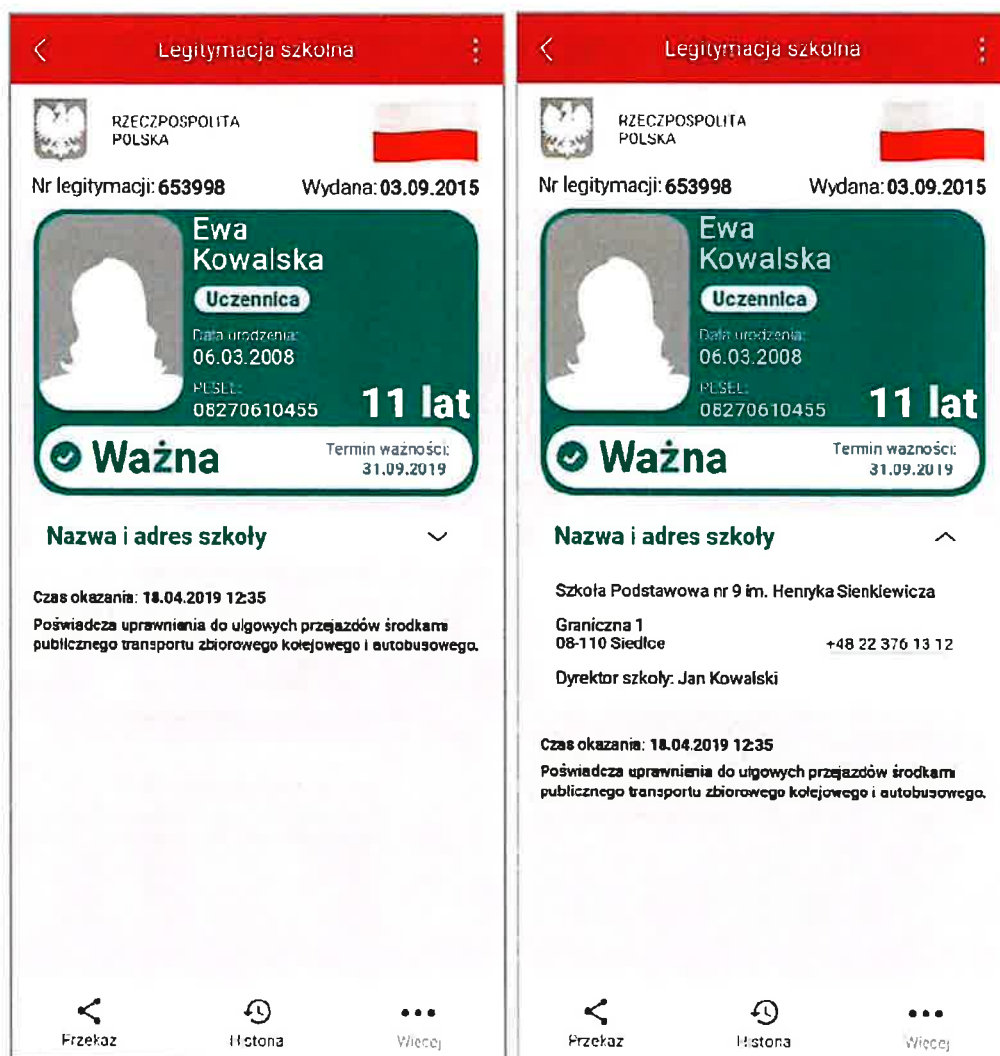 Legitymacja szkolna
RZECZPOSPOLITA
POLSKA
Nr legitymacji: 653998 Wydana: 03.09.2015
Ewa
Kowalska
Uczennica
Data urodzenia:
06.03.2008
PESEL:
08270610455
11 lat
Ważna
Termin ważności:
31.09.2019
Nazwa i adres szkoły
Czas okazania: 18.04.2019 12:35
Poświadcza uprawnienia do ulgowych przejazdów środkami
publicznego transportu zbiorowego kolejowego i autobusowego.
Przekaż
Historia
Więcej
Legitymacja szkolna
RZECZPOSPOLITA
POLSKA
Nr legitymacji: 653998 Wydana: 03.09.2015
Ewa
Kowalska
Uczennica
Data urodzenia:
06.03.2008
PESEL:
08270610455
11 lat
Ważna
Termin ważności:
31.09.2019
Nazwa i adres szkoły
Szkoła Podstawowa nr 9 im. Henryka Sienkiewicza
Graniczna 1
08-110 Siedlce +48 22 376 13 12
Dyrektor szkoły: Jan Kowalski
Czas okazania: 18.04.2019 12:35
Poświadcza uprawnienia do ulgowych przejazdów środkami
publicznego transportu zbiorowego kolejowego i autobusowego.
Przekaż
Historia
Więcej